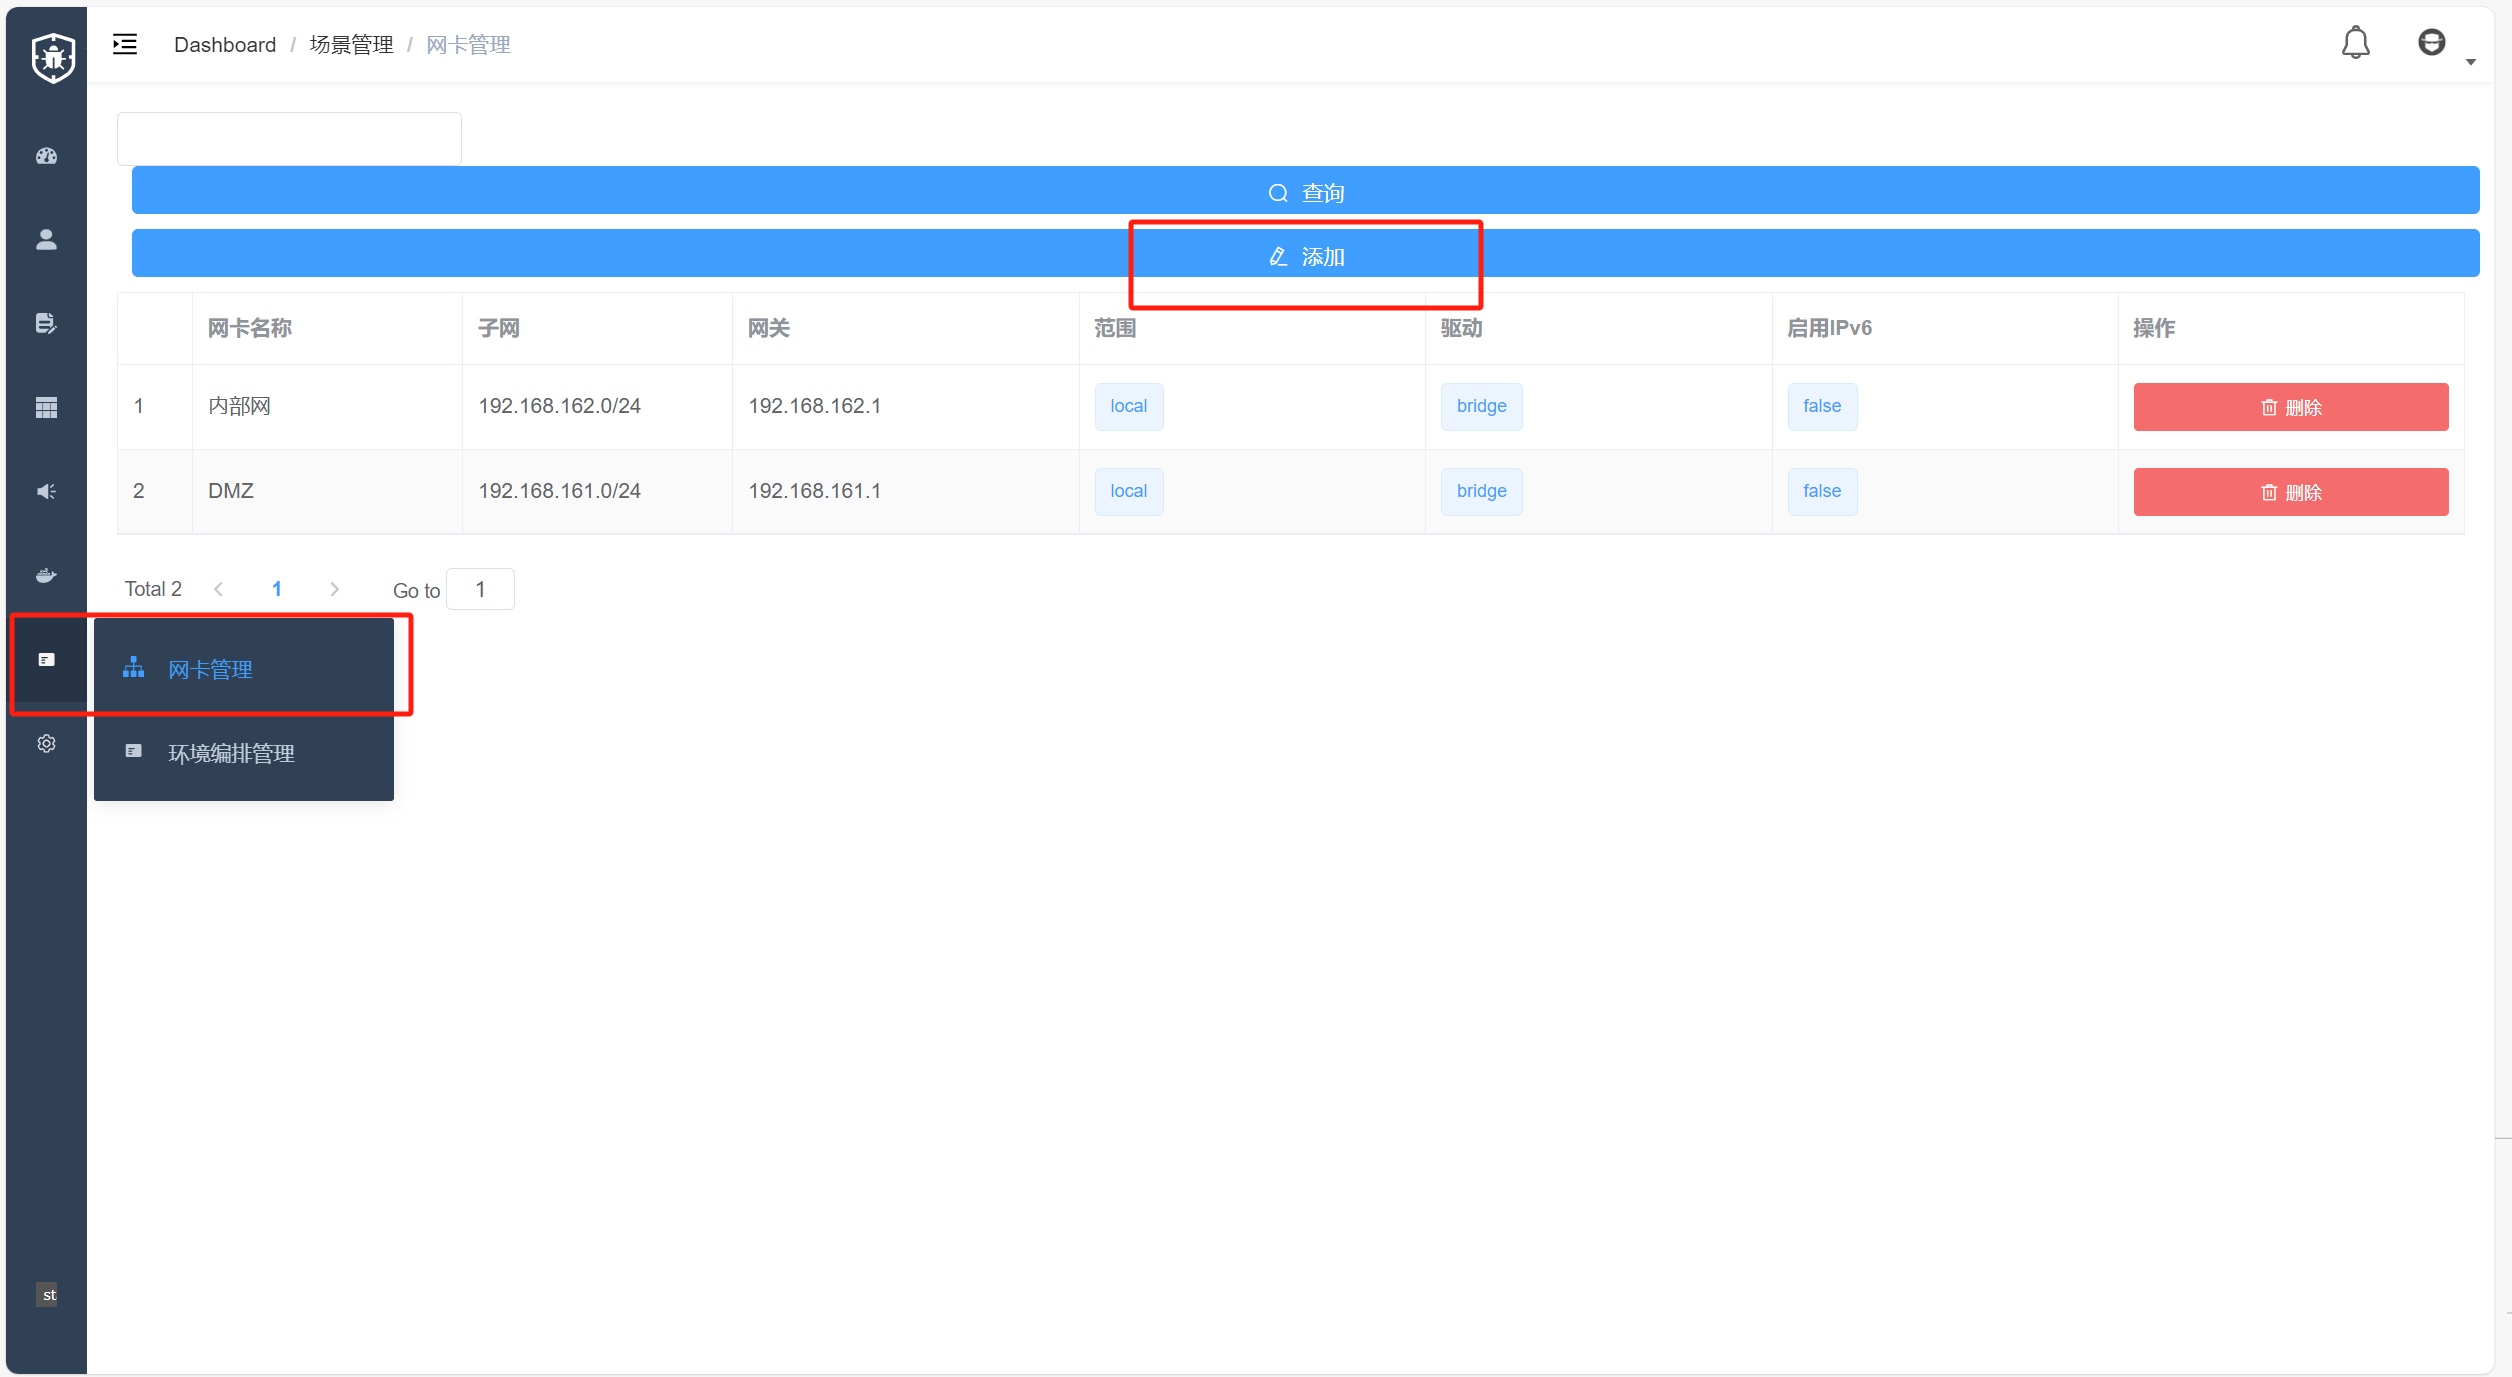 Dashboard / 场景管理 / 网卡管理
查询
添加
网卡名称 子网 网关 范围 驱动 启用IPv6 操作
1 内部网 192.168.162.0/24 192.168.162.1 local bridge false 删除
2 DMZ 192.168.161.0/24 192.168.161.1 local bridge false 删除
Total 2 1 Go to 1
网卡管理
环境编排管理
st